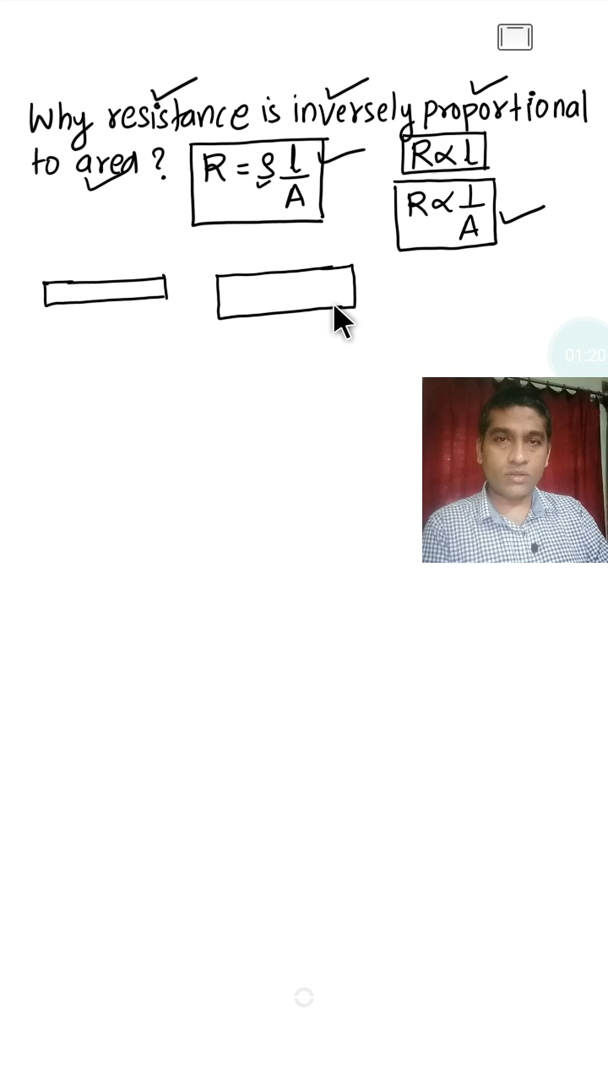 Why resistance is inversely proportional
to area? R = ρ l/A R ∝ l
R ∝ 1/A
01:20